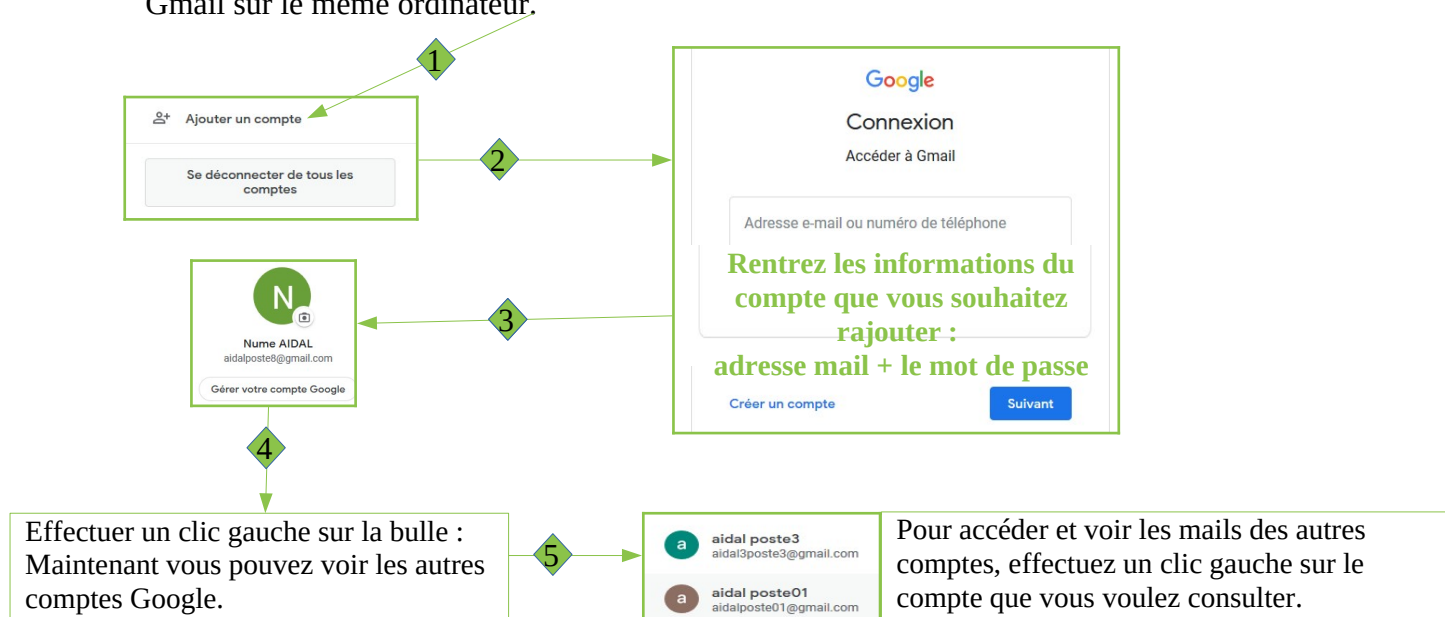 Gmail sur le même ordinateur.
1
Ajouter un compte
Se déconnecter de tous les
comptes
2
Google
Connexion
Accéder à Gmail
Adresse e-mail ou numéro de téléphone
Rentrez les informations du
compte que vous souhaitez
rajouter :
adresse mail + le mot de passe
Créer un compte
Suivant
3
N
Nume AIDAL
aidalposte8@gmail.com
Gérer votre compte Google
4
Effectuer un clic gauche sur la bulle :
Maintenant vous pouvez voir les autres
comptes Google.
5
a
aidal poste3
aidal3poste3@gmail.com
a
aidal poste01
aidalposte01@gmail.com
Pour accéder et voir les mails des autres
comptes, effectuez un clic gauche sur le
compte que vous voulez consulter.